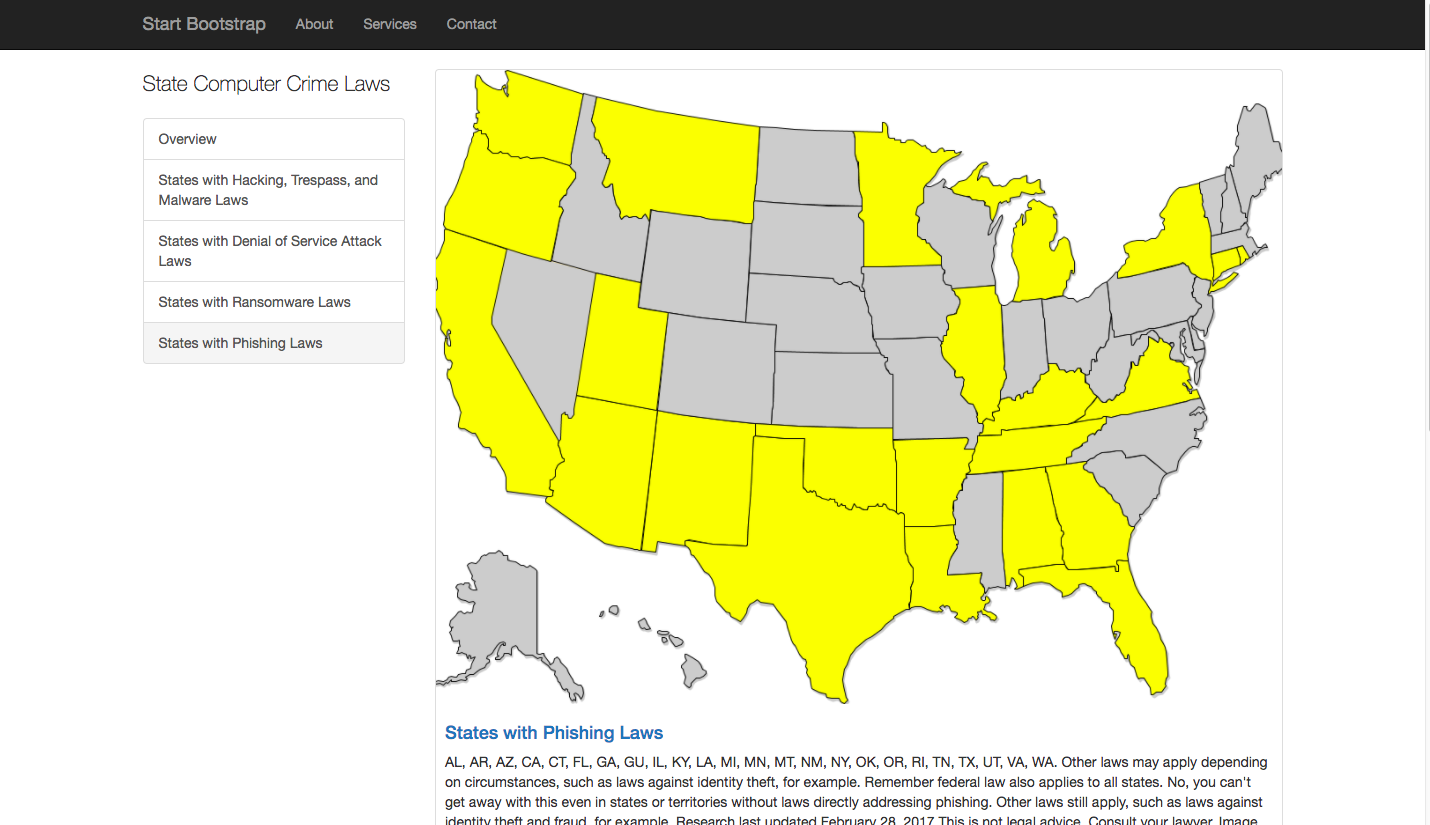 Start Bootstrap About Services Contact
State Computer Crime Laws
Overview
States with Hacking, Trespass, and
Malware Laws
States with Denial of Service Attack
Laws
States with Ransomware Laws
States with Phishing Laws
States with Phishing Laws
AL, AR, AZ, CA, CT, FL, GA, GU, IL, KY, LA, MI, MN, MT, NM, NY, OK, OR, RI, TN, TX, UT, VA, WA. Other laws may apply depending
on circumstances, such as laws against identity theft, for example. Remember federal law also applies to all states. No, you can't
get away with this even in states or territories without laws directly addressing phishing. Other laws still apply, such as laws against
identity theft and fraud, for example. Research last updated February 28, 2017 This is not legal advice. Consult your lawyer. Image